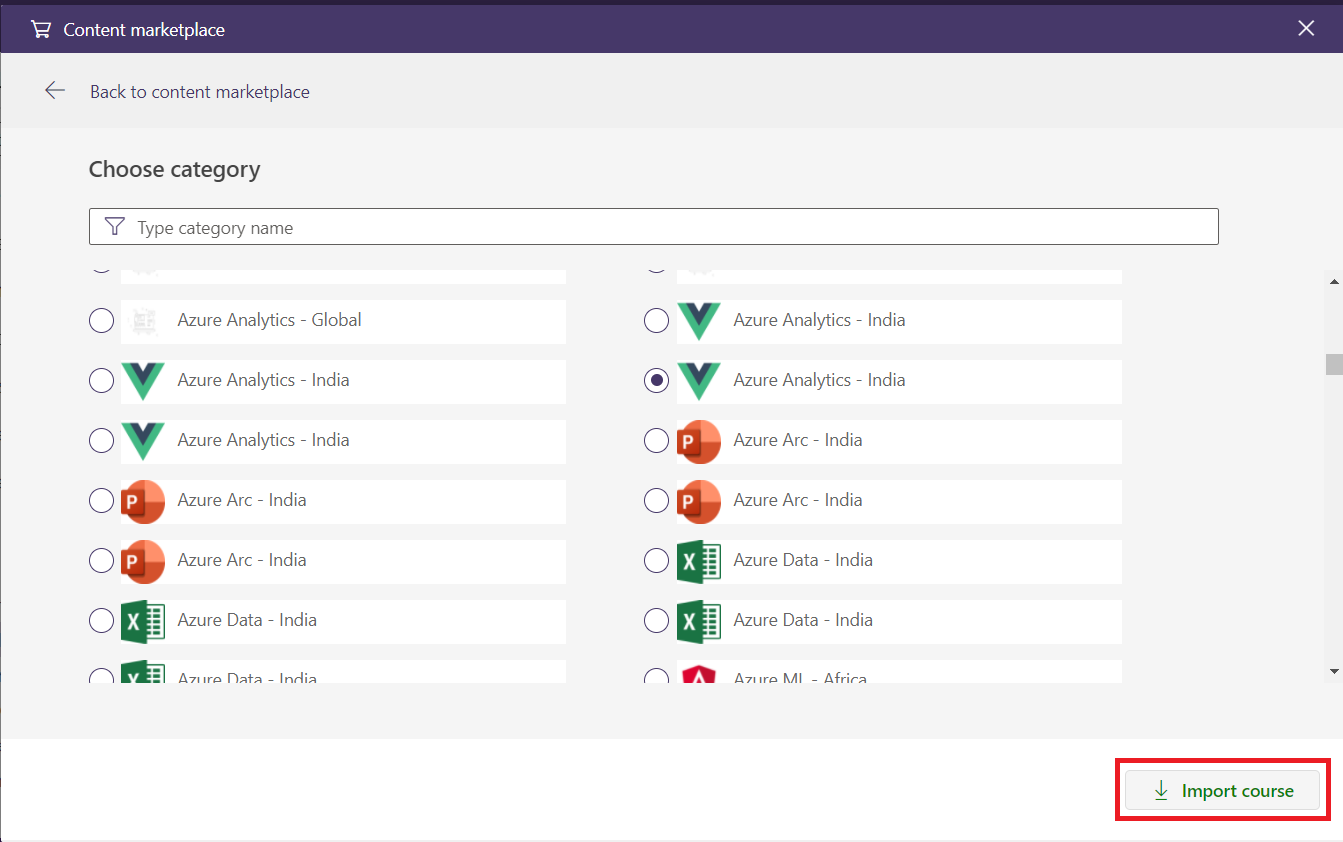 Content marketplace
Back to content marketplace
Choose category
Type category name
Azure Analytics - Global
Azure Analytics - India
Azure Analytics - India
Azure Analytics - India
Azure Analytics - India
Azure Arc - India
Azure Arc - India
Azure Arc - India
Azure Arc - India
Azure Data - India
Azure Data - India
Azure Data - India
Azure Data - India
Azure ML - Africa
Import course